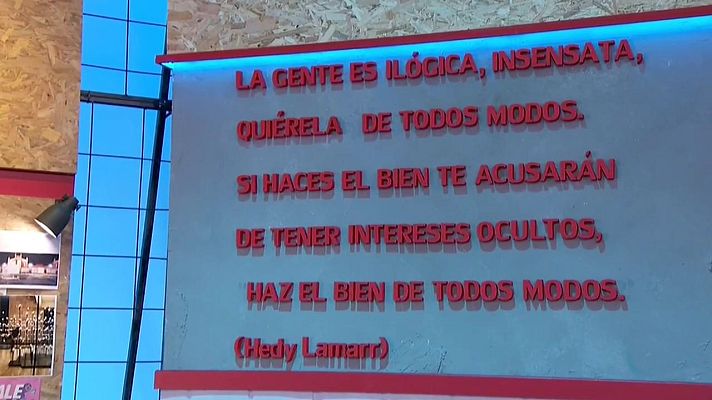 LA GENTE ES ILÓGICA, INSENSATA,
QUIÉRELA DE TODOS MODOS.
SI HACES EL BIEN TE ACUSARÁN
DE TENER INTERESES OCULTOS,
HAZ EL BIEN DE TODOS MODOS.
(Hedy Lamarr)
ALE